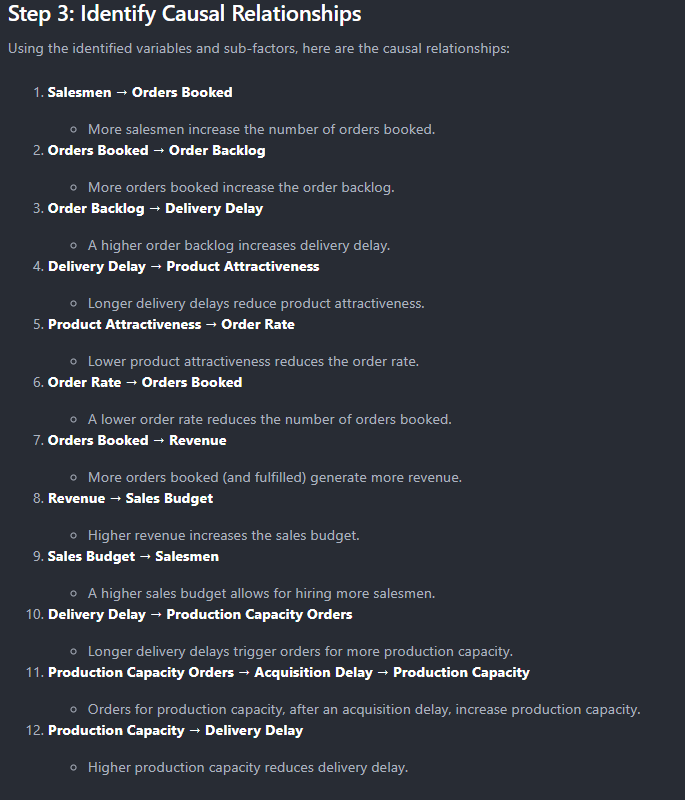 Step 3: Identify Causal Relationships
Using the identified variables and sub-factors, here are the causal relationships:
1. Salesmen → Orders Booked
○ More salesmen increase the number of orders booked.
2. Orders Booked → Order Backlog
○ More orders booked increase the order backlog.
3. Order Backlog → Delivery Delay
○ A higher order backlog increases delivery delay.
4. Delivery Delay → Product Attractiveness
○ Longer delivery delays reduce product attractiveness.
5. Product Attractiveness → Order Rate
○ Lower product attractiveness reduces the order rate.
6. Order Rate → Orders Booked
○ A lower order rate reduces the number of orders booked.
7. Orders Booked → Revenue
○ More orders booked (and fulfilled) generate more revenue.
8. Revenue → Sales Budget
○ Higher revenue increases the sales budget.
9. Sales Budget → Salesmen
○ A higher sales budget allows for hiring more salesmen.
10. Delivery Delay → Production Capacity Orders
○ Longer delivery delays trigger orders for more production capacity.
11. Production Capacity Orders → Acquisition Delay → Production Capacity
○ Orders for production capacity, after an acquisition delay, increase production capacity.
12. Production Capacity → Delivery Delay
○ Higher production capacity reduces delivery delay.